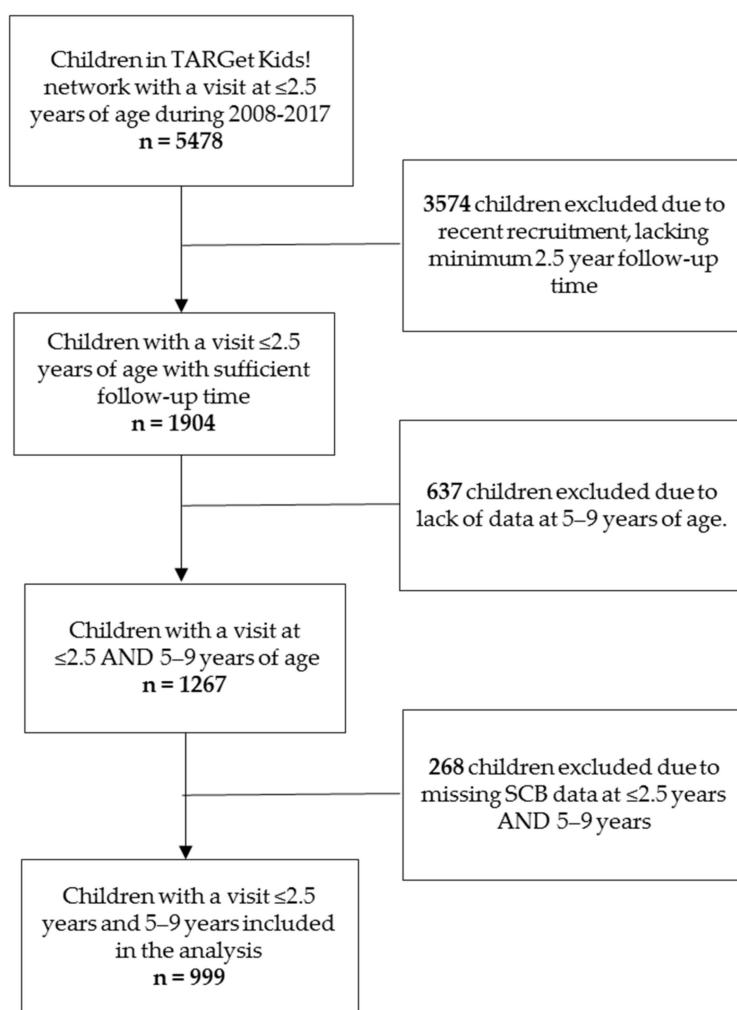 Children in TARGet Kids!
network with a visit at ≤2.5
years of age during 2008-2017
n = 5478
3574 children excluded due to
recent recruitment, lacking
minimum 2.5 year follow-up
time
Children with a visit ≤2.5
years of age with sufficient
follow-up time
n = 1904
637 children excluded due to
lack of data at 5–9 years of age.
Children with a visit at
≤2.5 AND 5–9 years of age
n = 1267
268 children excluded due to
missing SCB data at ≤2.5 years
AND 5–9 years
Children with a visit ≤2.5
years and 5–9 years included
in the analysis
n = 999